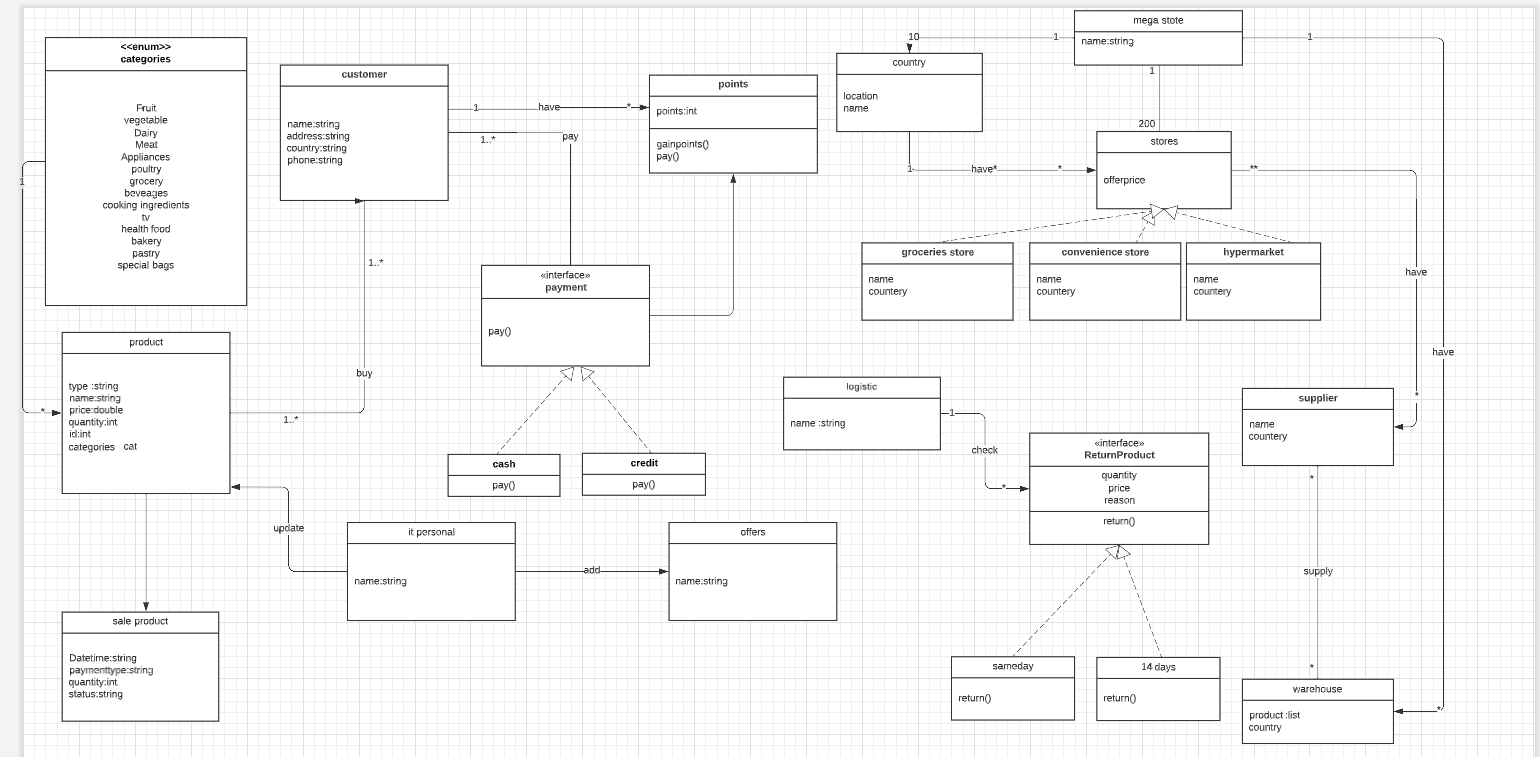 <<enum>>
categories
Fruit
vegetable
Dairy
Meat
Appliances
poultry
grocery
beveages
cooking ingredients
tv
health food
bakery
pastry
special bags
1
*
customer
name:string
address:string
country:string
phone:string
1
have
*
1..*
pay
points
points:int
gainpoints()
pay()
1..*
buy
1..*
«interface»
payment
pay()
cash
pay()
credit
pay()
product
type :string
name:string
price:double
quantity:int
id:int
categories cat
update
it personal
name:string
add
offers
name:string
sale product
Datetime:string
paymenttype:string
quantity:int
status:string
mega stote
name:string
10
1
1
1
200
country
location
name
1
have*
*
stores
offerprice
**
groceries store
name
countery
convenience store
name
countery
hypermarket
name
countery
have
have
*
logistic
name :string
1
check
*
«interface»
ReturnProduct
quantity
price
reason
return()
sameday
return()
14 days
return()
supplier
name
countery
*
supply
*
warehouse
product :list
country
*